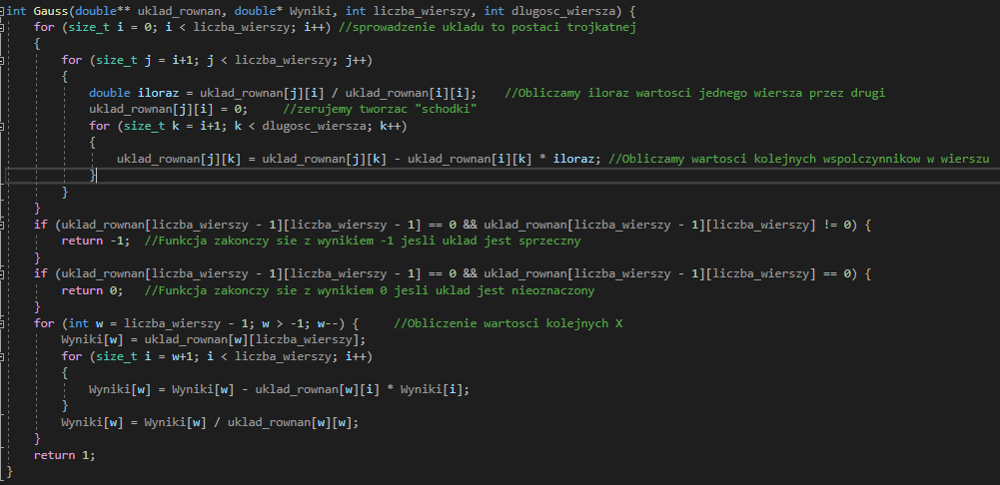 int Gauss(double** uklad_rownan, double* Wyniki, int liczba_wierszy, int dlugosc_wiersza) {
for (size_t i = 0; i < liczba_wierszy; i++) //sprowadzenie ukladu to postaci trojkatnej
{
for (size_t j = i+1; j < liczba_wierszy; j++)
{
double iloraz = uklad_rownan[j][i] / uklad_rownan[i][i]; //Obliczamy iloraz wartosci jednego wiersza przez drugi
uklad_rownan[j][i] = 0; //zerujemy tworzac "schodki"
for (size_t k = i+1; k < dlugosc_wiersza; k++)
{
uklad_rownan[j][k] = uklad_rownan[j][k] - uklad_rownan[i][k] * iloraz; //Obliczamy wartosci kolejnych wspolczynnikow w wierszu
}
}
}
if (uklad_rownan[liczba_wierszy - 1][liczba_wierszy - 1] == 0 && uklad_rownan[liczba_wierszy - 1][liczba_wierszy] != 0) {
return -1; //Funkcja zakonczy sie z wynikiem -1 jesli uklad jest sprzeczny
}
if (uklad_rownan[liczba_wierszy - 1][liczba_wierszy - 1] == 0 && uklad_rownan[liczba_wierszy - 1][liczba_wierszy] == 0) {
return 0; //Funkcja zakonczy sie z wynikiem 0 jesli uklad jest nieoznaczony
}
for (int w = liczba_wierszy - 1; w > -1; w--) { //Obliczenie wartosci kolejnych X
Wyniki[w] = uklad_rownan[w][liczba_wierszy];
for (size_t i = w+1; i < liczba_wierszy; i++)
{
Wyniki[w] = Wyniki[w] - uklad_rownan[w][i] * Wyniki[i];
}
Wyniki[w] = Wyniki[w] / uklad_rownan[w][w];
}
return 1;
}